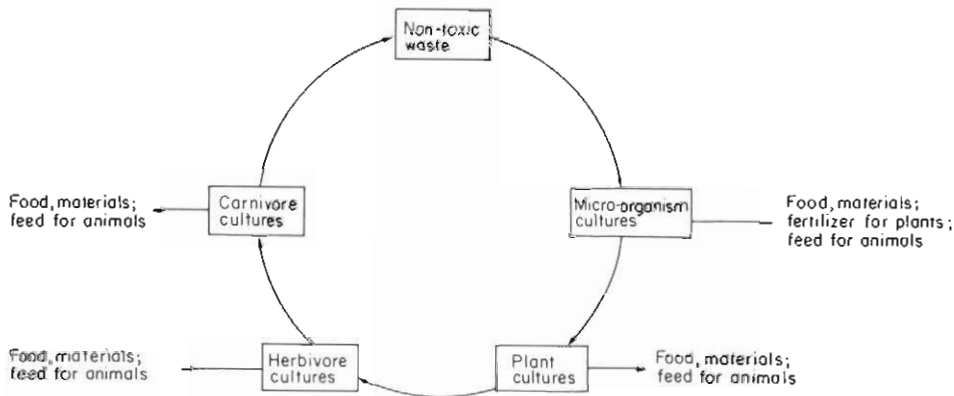 Non-toxic
waste
Food, materials;
feed for animals
Carnivore
cultures
Micro-organism
cultures
Food, materials;
fertilizer for plants;
feed for animals
Food, materials;
feed for animals
Herbivore
cultures
Plant
cultures
Food, materials;
feed for animals